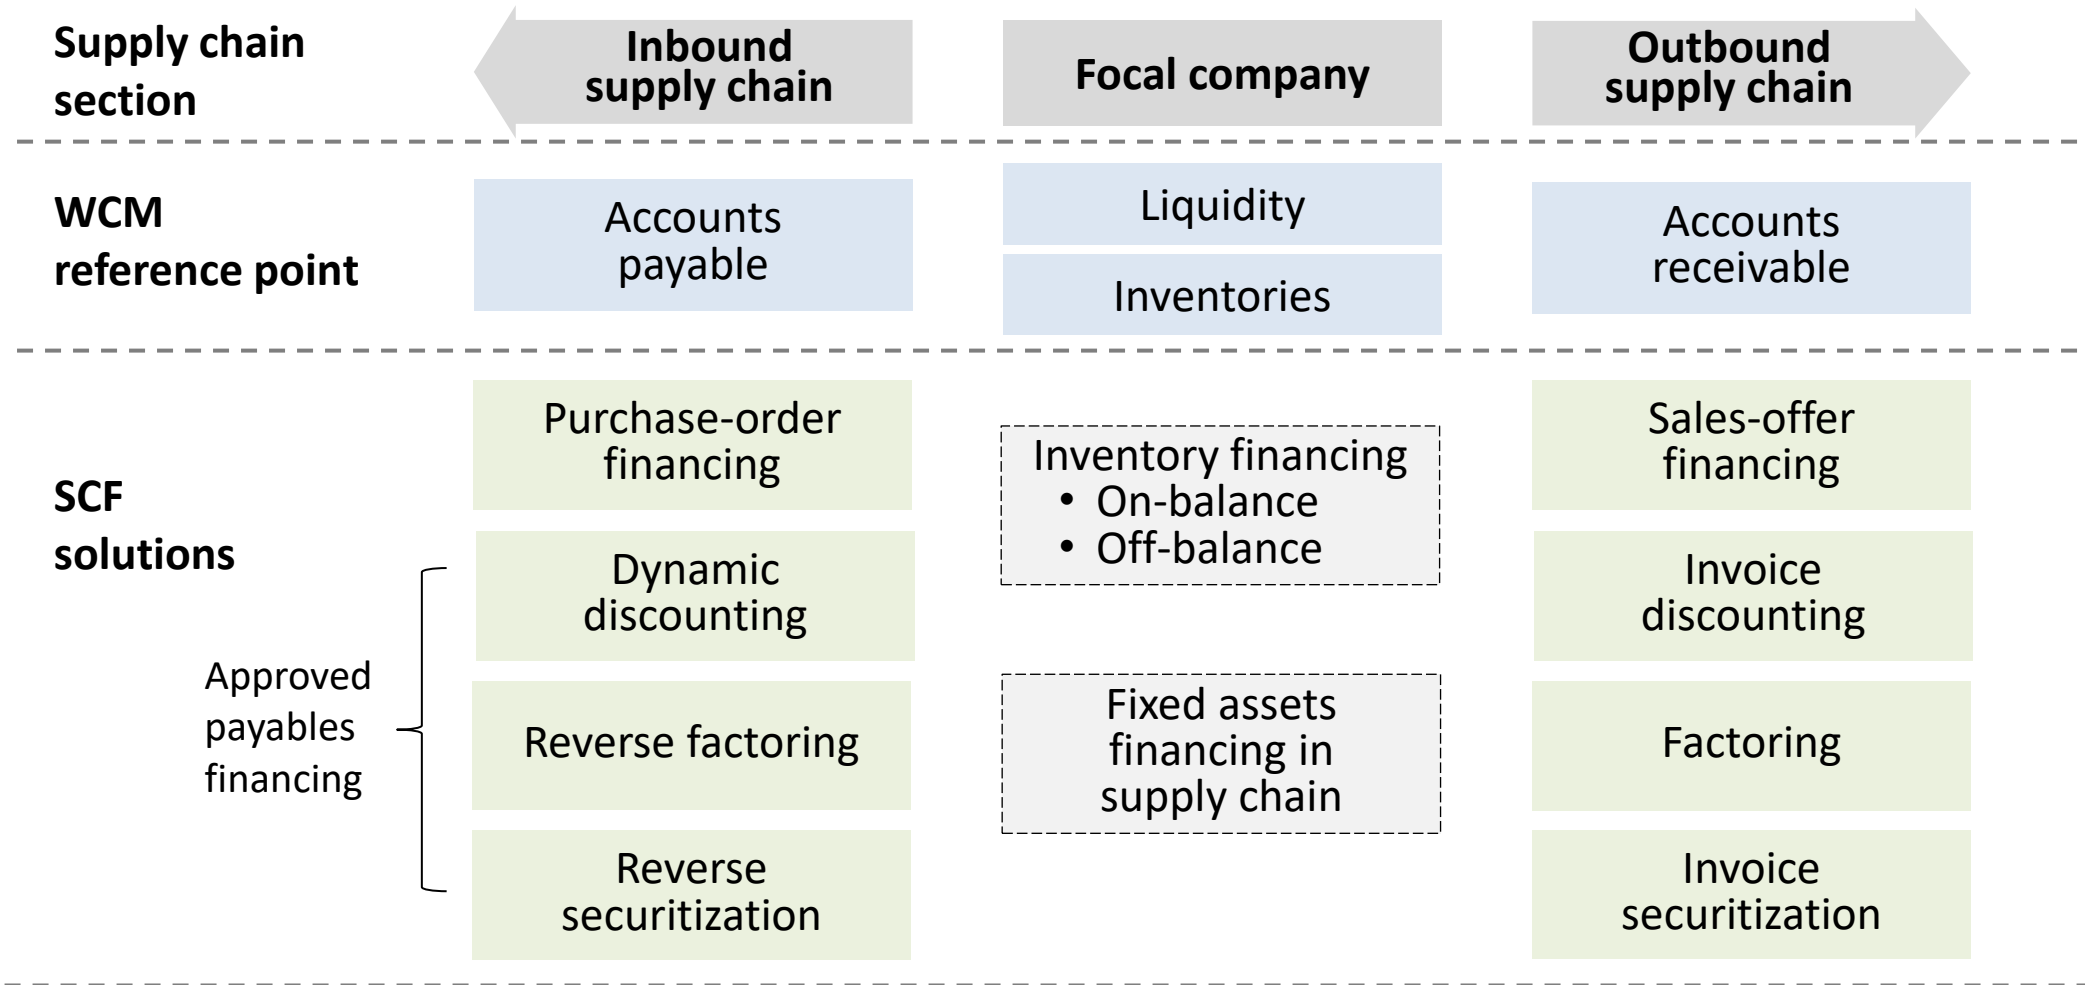 Supply chain
section
Inbound
supply chain
Focal company
Outbound
supply chain
WCM
reference point
Accounts
payable
Liquidity
Inventories
Accounts
receivable
SCF
solutions
Approved
payables
financing
Purchase-order
financing
Dynamic
discounting
Reverse factoring
Reverse
securitization
Inventory financing
• On-balance
• Off-balance
Fixed assets
financing in
supply chain
Sales-offer
financing
Invoice
discounting
Factoring
Invoice
securitization